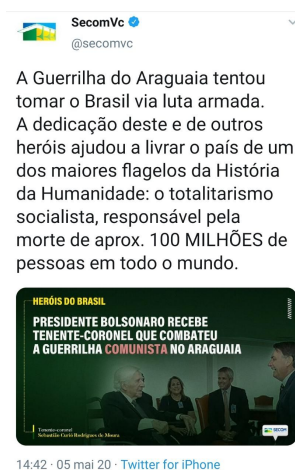 SecomVc
@secomvc
A Guerrilha do Araguaia tentou
tomar o Brasil via luta armada.
A dedicação deste e de outros
heróis ajudou a livrar o país de um
dos maiores flagelos da História
da Humanidade: o totalitarismo
socialista, responsável pela
morte de aprox. 100 MILHÕES de
pessoas em todo o mundo.
HERÓIS DO BRASIL
PRESIDENTE BOLSONARO RECEBE
TENENTE-CORONEL QUE COMBATEU
A GUERRILHA COMUNISTA NO ARAGUAIA
Tenente-coronel
Sebastião Curió Rodrigues de Moura
SECOM
14:42 · 05 mai 20 · Twitter for iPhone